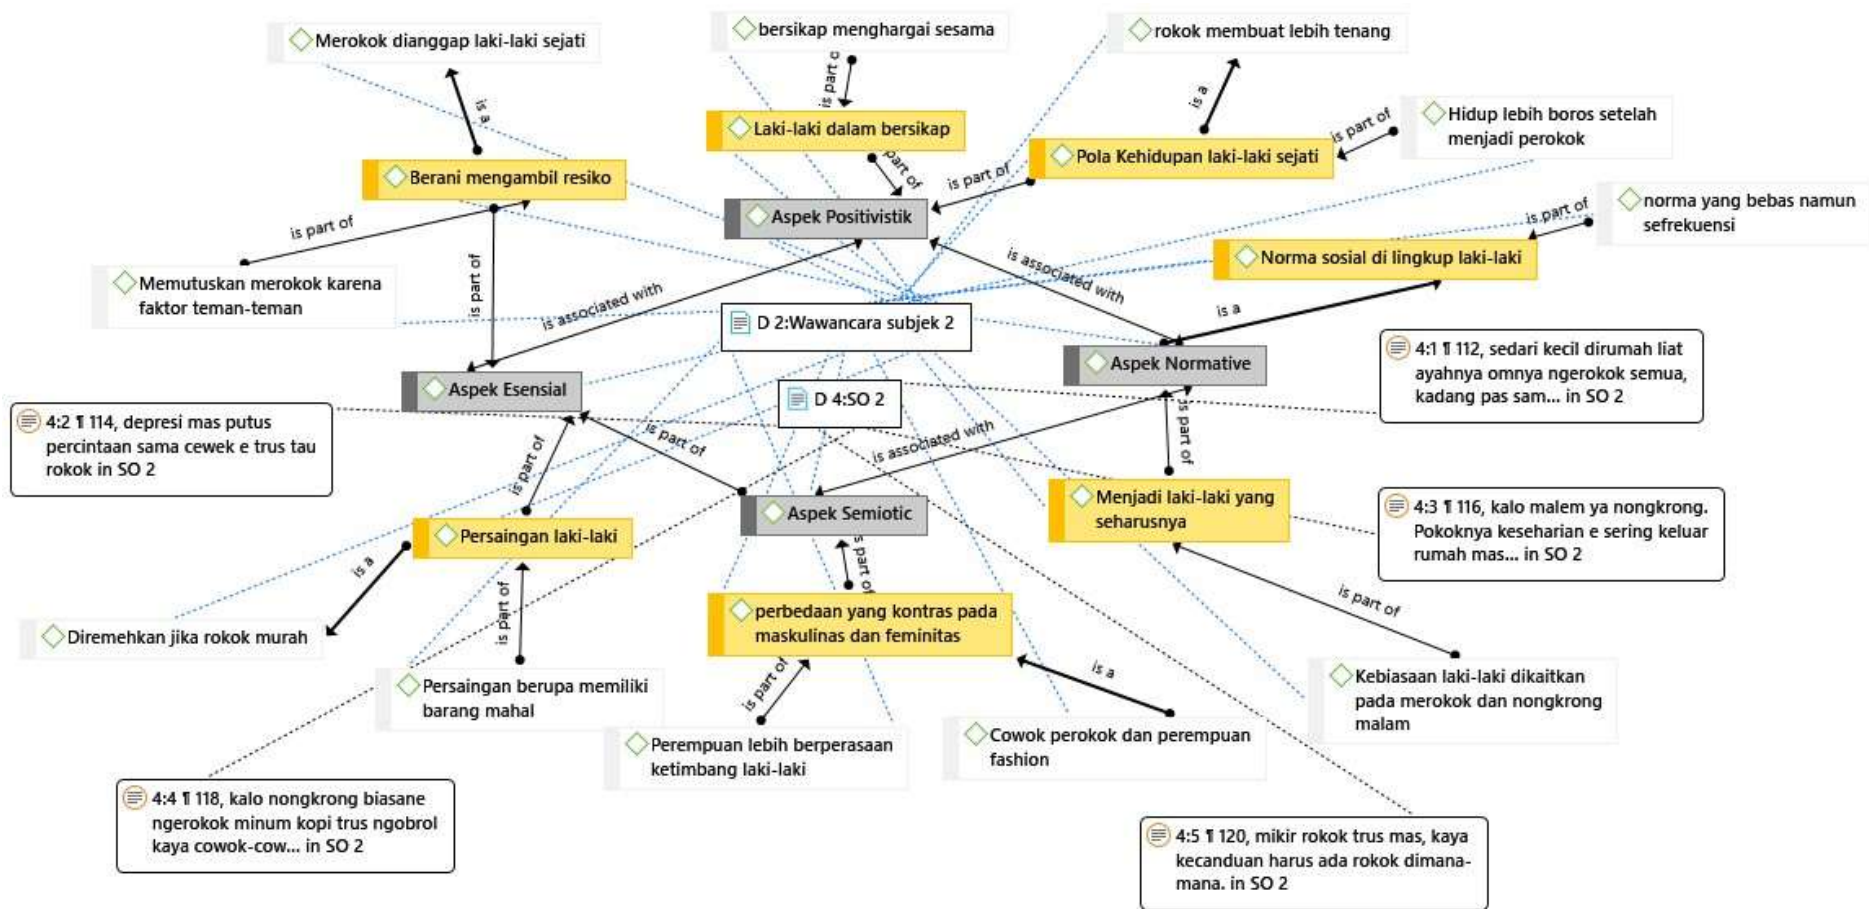 Merokok dianggap laki-laki sejati
bersikap menghargai sesama
rokok membuat lebih tenang
is a
is part o
is a
Hidup lebih boros setelah
menjadi perokok
is part of
Laki-laki dalam bersikap
Pola Kehidupan laki-laki sejati
part of
is part of
Berani mengambil resiko
norma yang bebas namun
sefrekuensi
is part of
Aspek Positivistik
is part of
Norma sosial di lingkup laki-laki
is associated with
Memutuskan merokok karena
faktor teman-teman
is part of
is associated with
is a
D 2:Wawancara subjek 2
4:1 ¶ 112, sedari kecil dirumah liat
ayahnya omnya ngerokok semua,
kadang pas sam... in SO 2
Aspek Normative
Aspek Esensial
D 4:SO 2
4:2 ¶ 114, depresi mas putus
percintaan sama cewek e trus tau
rokok in SO 2
is part of
is part of
is associated with
is part of
Menjadi laki-laki yang
seharusnya
4:3 ¶ 116, kalo malem ya nongkrong.
Pokoknya keseharian e sering keluar
rumah mas... in SO 2
Aspek Semiotic
Persaingan laki-laki
is a
is part of
is part of
is part of
perbedaan yang kontras pada
maskulinas dan feminitas
Diremehkan jika rokok murah
is part of
is a
Persaingan berupa memiliki
barang mahal
Kebiasaan laki-laki dikaitkan
pada merokok dan nongkrong
malam
Perempuan lebih berperasaan
ketimbang laki-laki
Cowok perokok dan perempuan
fashion
4:4 ¶ 118, kalo nongkrong biasane
ngerokok minum kopi trus ngobrol
kaya cowok-cow... in SO 2
4:5 ¶ 120, mikir rokok trus mas, kaya
kecanduan harus ada rokok dimana-
mana. in SO 2